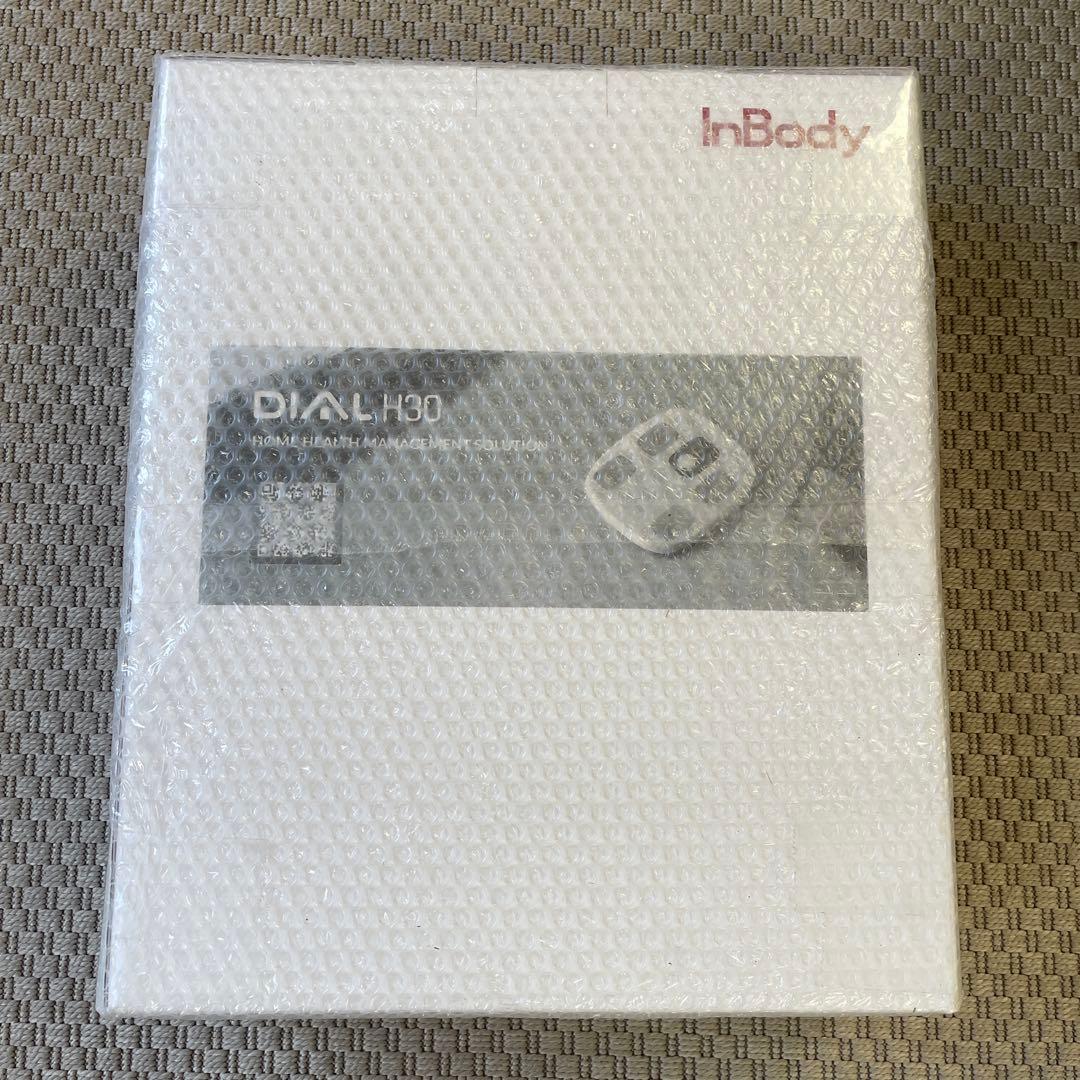 InBody
DIAL H30
HOME HEALTH MANAGEMENT SOLUTION